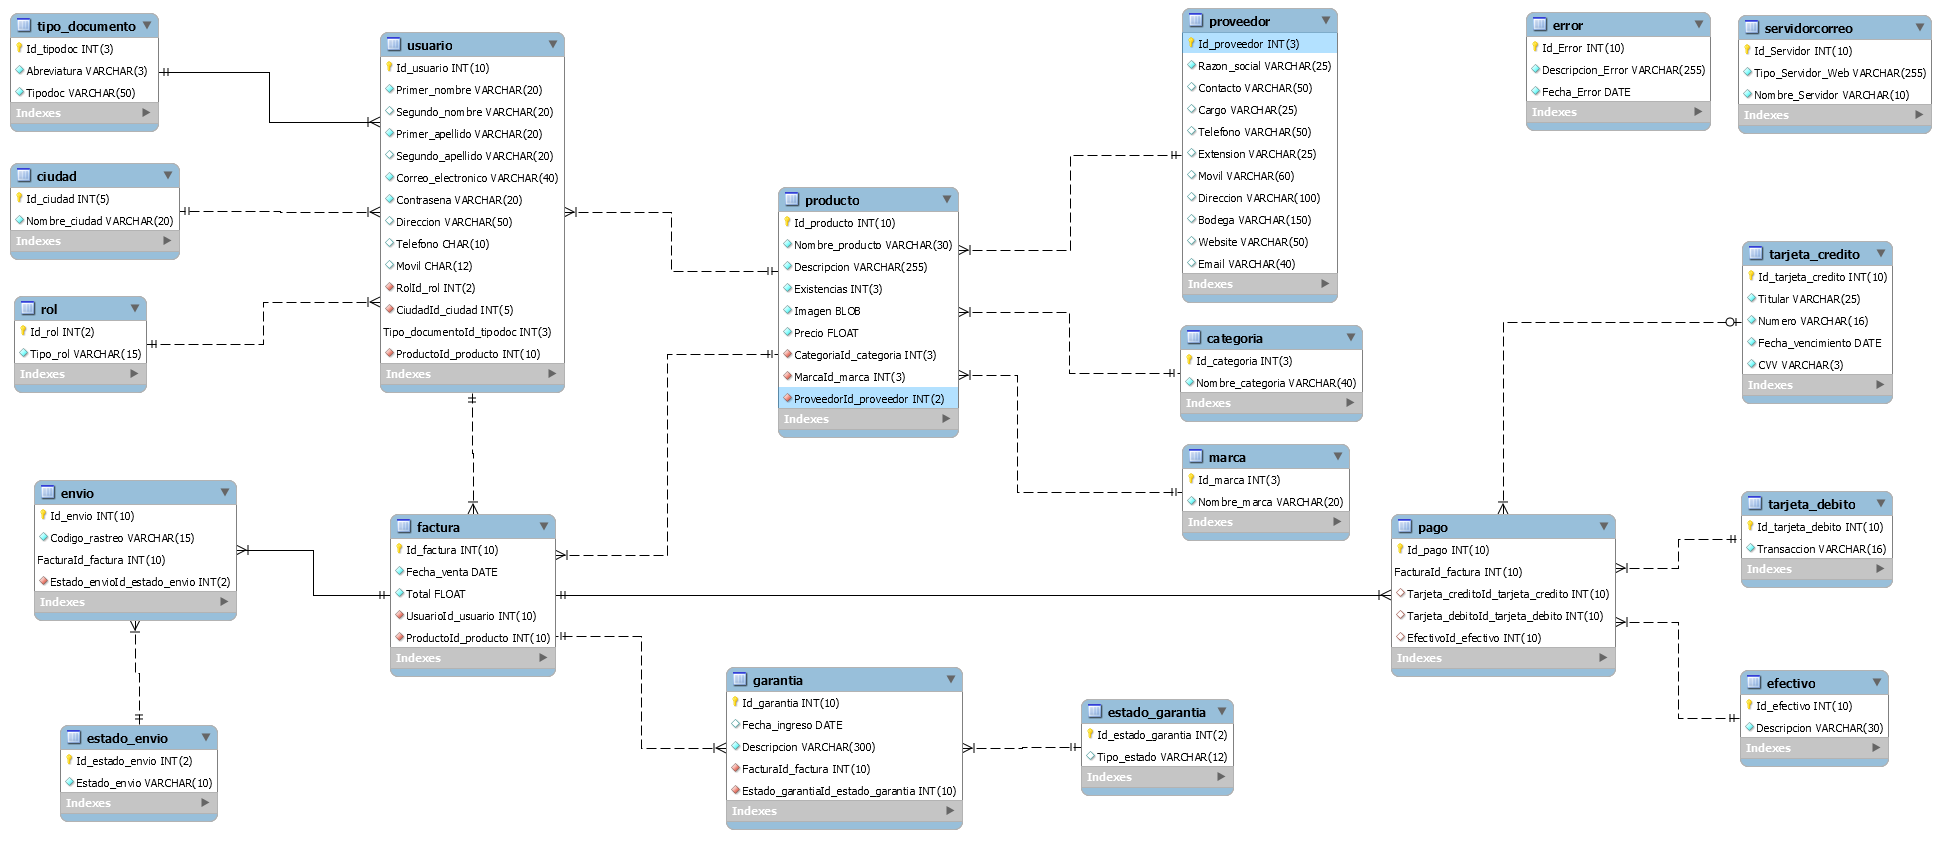 tipo_documento
Id_tipodoc INT(3)
Abreviatura VARCHAR(3)
Tipodoc VARCHAR(50)
Indexes
ciudad
Id_ciudad INT(5)
Nombre_ciudad VARCHAR(20)
Indexes
rol
Id_rol INT(2)
Tipo_rol VARCHAR(15)
Indexes
usuario
Id_usuario INT(10)
Primer_nombre VARCHAR(20)
Segundo_nombre VARCHAR(20)
Primer_apellido VARCHAR(20)
Segundo_apellido VARCHAR(20)
Correo_electronico VARCHAR(40)
Contrasena VARCHAR(20)
Direccion VARCHAR(50)
Telefono CHAR(10)
Movil CHAR(12)
RolId_rol INT(2)
CiudadId_ciudad INT(5)
Tipo_documentoId_tipodoc INT(3)
ProductoId_producto INT(10)
Indexes
producto
Id_producto INT(10)
Nombre_producto VARCHAR(30)
Descripcion VARCHAR(255)
Existencias INT(3)
Imagen BLOB
Precio FLOAT
CategoriaId_categoria INT(3)
MarcaId_marca INT(3)
ProveedorId_proveedor INT(2)
Indexes
proveedor
Id_proveedor INT(3)
Razon_social VARCHAR(25)
Contacto VARCHAR(50)
Cargo VARCHAR(25)
Telefono VARCHAR(50)
Extension VARCHAR(25)
Movil VARCHAR(60)
Direccion VARCHAR(100)
Bodega VARCHAR(150)
Website VARCHAR(50)
Email VARCHAR(40)
Indexes
categoria
Id_categoria INT(3)
Nombre_categoria VARCHAR(40)
Indexes
marca
Id_marca INT(3)
Nombre_marca VARCHAR(20)
Indexes
error
Id_Error INT(10)
Descripcion_Error VARCHAR(255)
Fecha_Error DATE
Indexes
servidorcorreo
Id_Servidor INT(10)
Tipo_Servidor_Web VARCHAR(255)
Nombre_Servidor VARCHAR(10)
Indexes
tarjeta_credito
Id_tarjeta_credito INT(10)
Titular VARCHAR(25)
Numero VARCHAR(16)
Fecha_vencimiento DATE
CVV VARCHAR(3)
Indexes
envio
Id_envio INT(10)
Codigo_rastreo VARCHAR(15)
FacturaId_factura INT(10)
Estado_envioId_estado_envio INT(2)
Indexes
estado_envio
Id_estado_envio INT(2)
Estado_envio VARCHAR(10)
Indexes
factura
Id_factura INT(10)
Fecha_venta DATE
Total FLOAT
UsuarioId_usuario INT(10)
ProductoId_producto INT(10)
Indexes
garantia
Id_garantia INT(10)
Fecha_ingreso DATE
Descripcion VARCHAR(300)
FacturaId_factura INT(10)
Estado_garantiaId_estado_garantia INT(10)
Indexes
estado_garantia
Id_estado_garantia INT(2)
Tipo_estado VARCHAR(12)
Indexes
pago
Id_pago INT(10)
FacturaId_factura INT(10)
Tarjeta_creditoId_tarjeta_credito INT(10)
Tarjeta_debitoId_tarjeta_debito INT(10)
EfectivoId_efectivo INT(10)
Indexes
tarjeta_debito
Id_tarjeta_debito INT(10)
Transaccion VARCHAR(16)
Indexes
efectivo
Id_efectivo INT(10)
Descripcion VARCHAR(30)
Indexes